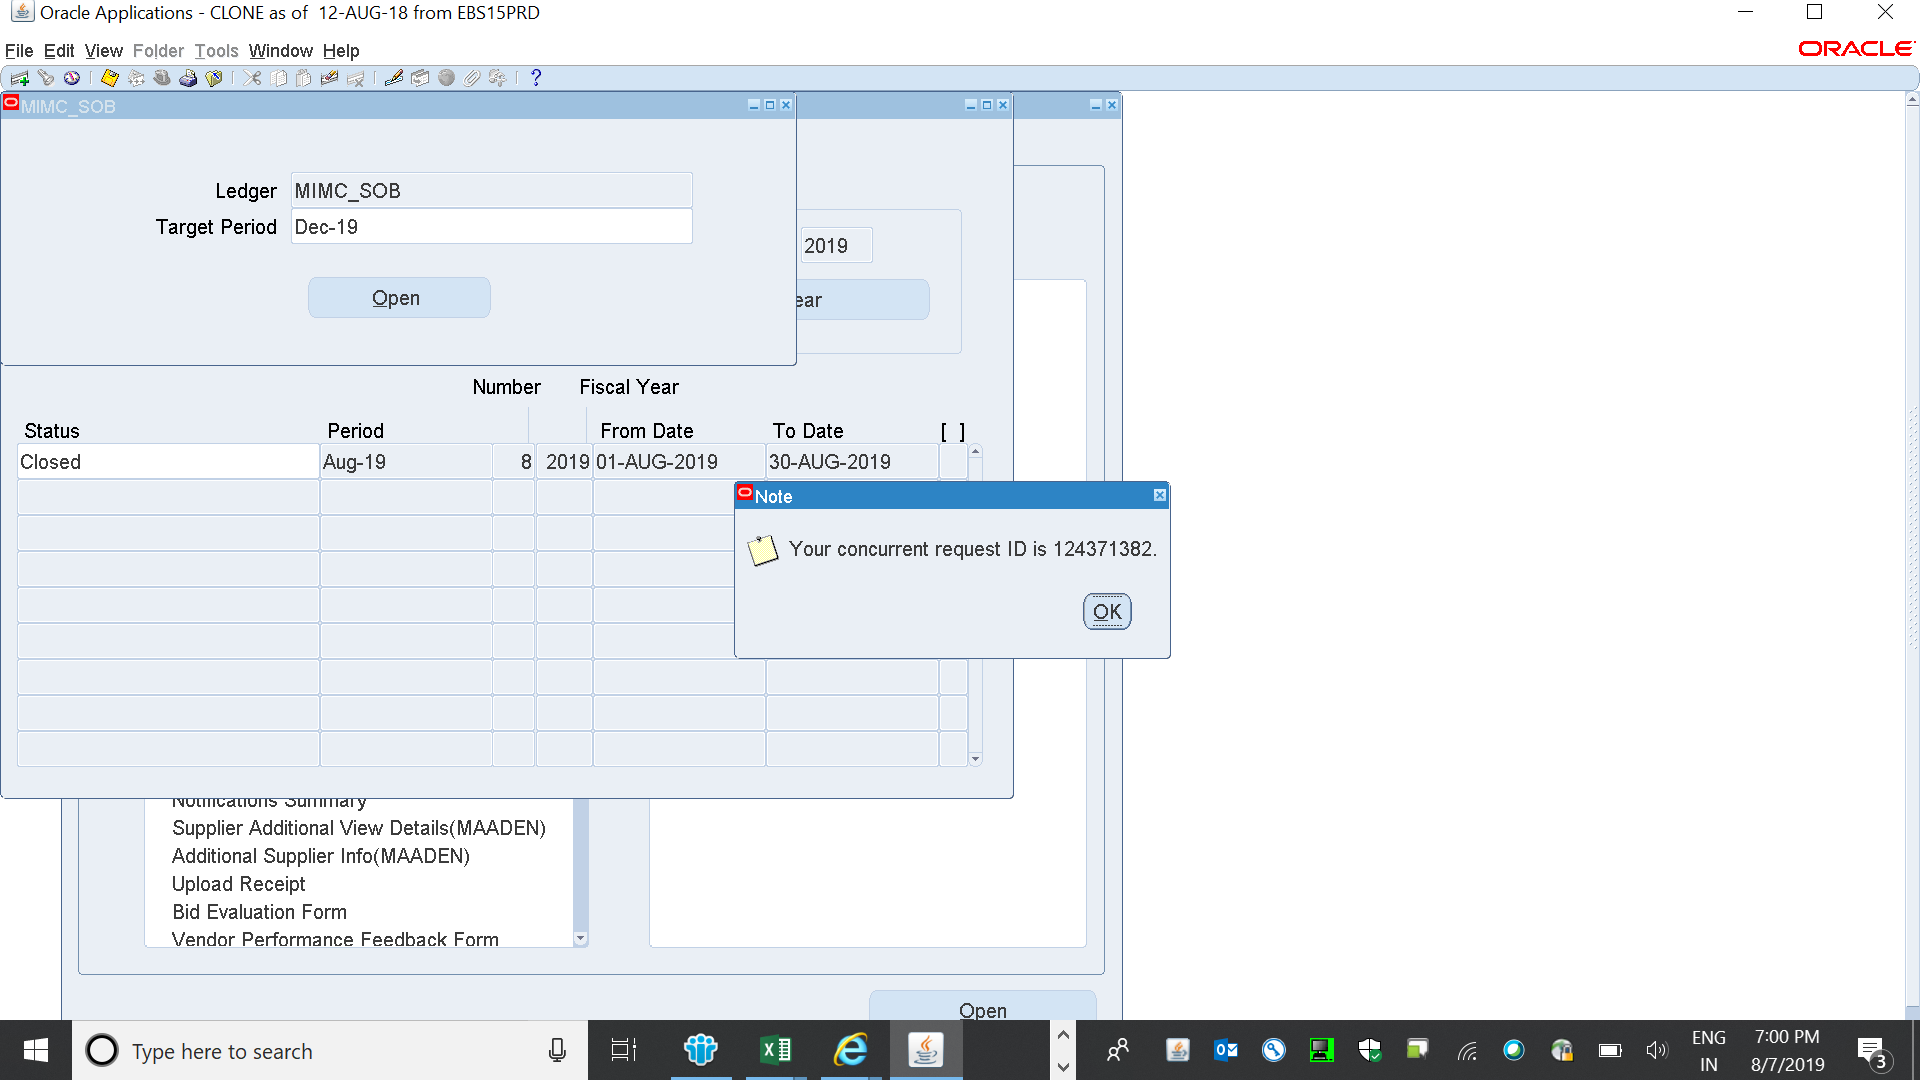 Oracle Applications - CLONE as of  12-AUG-18 from EBS15PRD
File Edit View Folder Tools Window Help
ORACLE
MIMC_SOB
Ledger MIMC_SOB
Target Period Dec-19
2019
Open
ear
Number Fiscal Year
Status Period From Date To Date [ ]
Closed Aug-19 8 2019 01-AUG-2019 30-AUG-2019
Note
Your concurrent request ID is 124371382.
OK
Notifications Summary
Supplier Additional View Details(MAADEN)
Additional Supplier Info(MAADEN)
Upload Receipt
Bid Evaluation Form
Vendor Performance Feedback Form
Open
Type here to search
ENG
IN
7:00 PM
8/7/2019
3